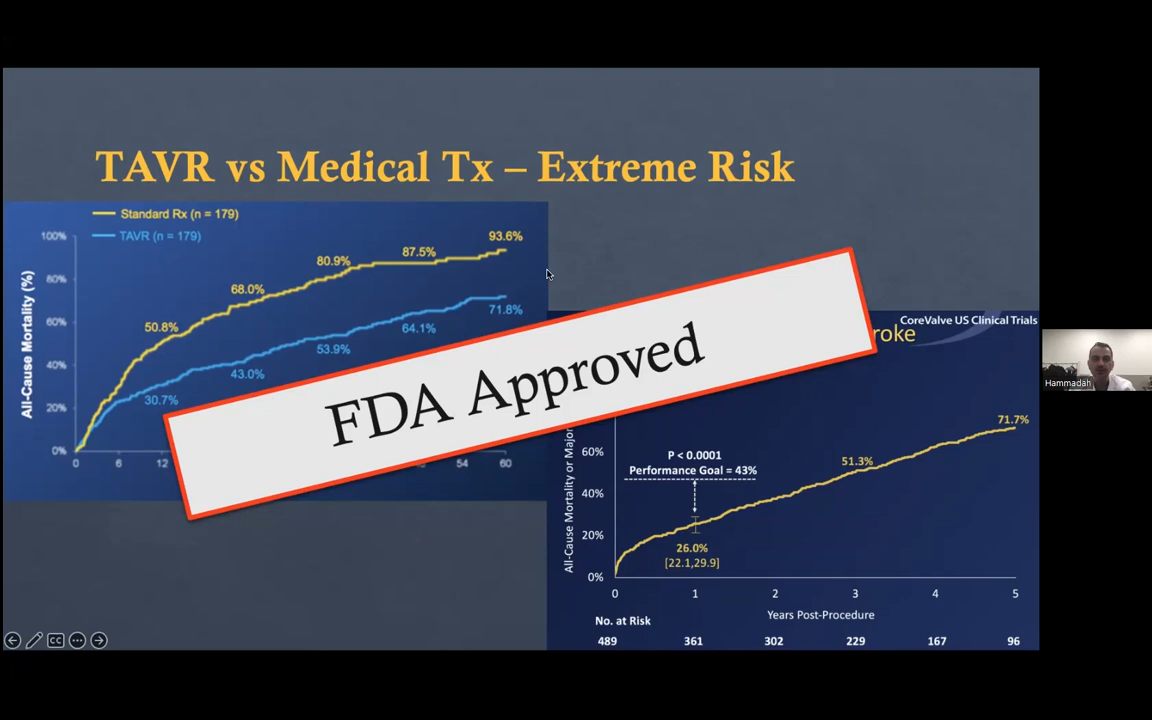 TAVR vs Medical Tx – Extreme Risk
Standard Rx (n = 179)
TAVR (n = 179)
All-Cause Mortality (%)
100%
80%
60%
40%
20%
0%
50.8%
68.0%
80.9%
87.5%
93.6%
30.7%
43.0%
53.9%
64.1%
71.8%
0
6
12
54
60
FDA Approved
CoreValve US Clinical Trials
roke
All-Cause Mortality or Major
60%
40%
20%
0%
P < 0.0001
Performance Goal = 43%
26.0%
[22.1,29.9]
51.3%
71.7%
0 1 2 3 4 5
Years Post-Procedure
No. at Risk
489 361 302 229 167 96
CC
Hammadah